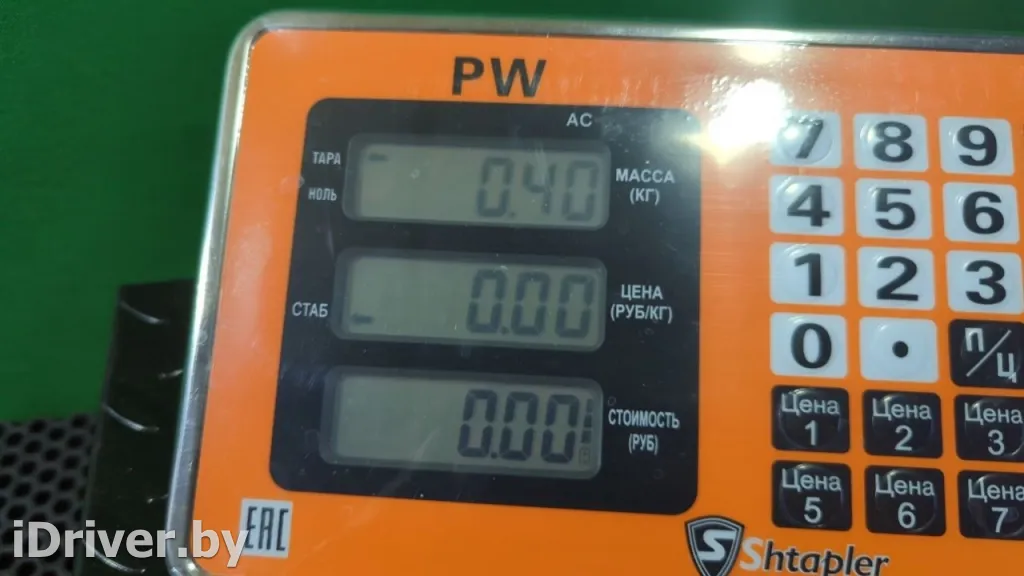 PW
AC
ТАРА
НОЛЬ
0.40
МАССА
(КГ)
СТАБ
0.00
ЦЕНА
(РУБ/КГ)
0.00
СТОИМОСТЬ
(РУБ)
7 8 9
4 5 6
1 2 3
0 . П/Ц
Цена 1 Цена 2 Цена 3
Цена 5 Цена 6 Цена 7
EAC
S Shtapler
iDriver.by